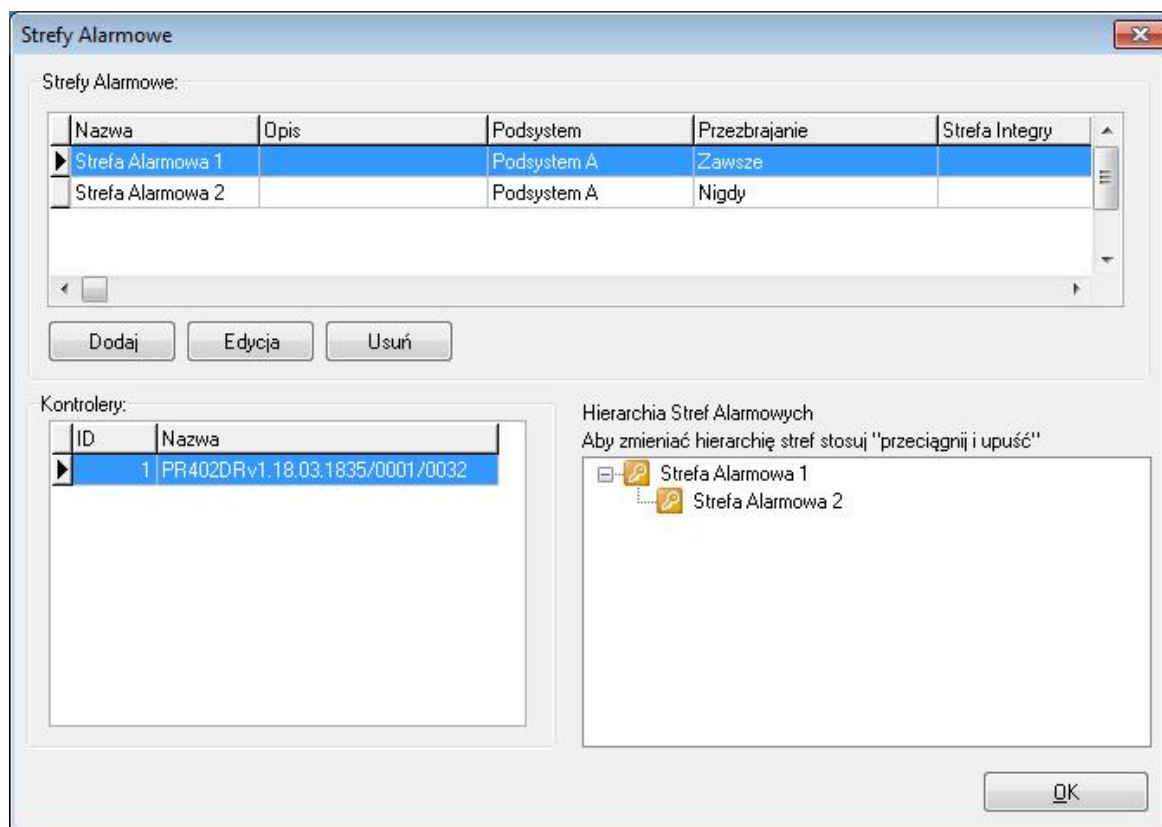 Strefy Alarmowe
Strefy Alarmowe:
Nazwa Opis Podsystem Przezbrajanie Strefa Integry
Strefa Alarmowa 1 Podsystem A Zawsze
Strefa Alarmowa 2 Podsystem A Nigdy
Dodaj Edycja Usuń
Kontrolery:
ID Nazwa
1 PR402DRv1.18.03.1835/0001/0032
Hierarchia Stref Alarmowych
Aby zmieniać hierarchię stref stosuj "przeciągnij i upuść"
Strefa Alarmowa 1
Strefa Alarmowa 2
OK